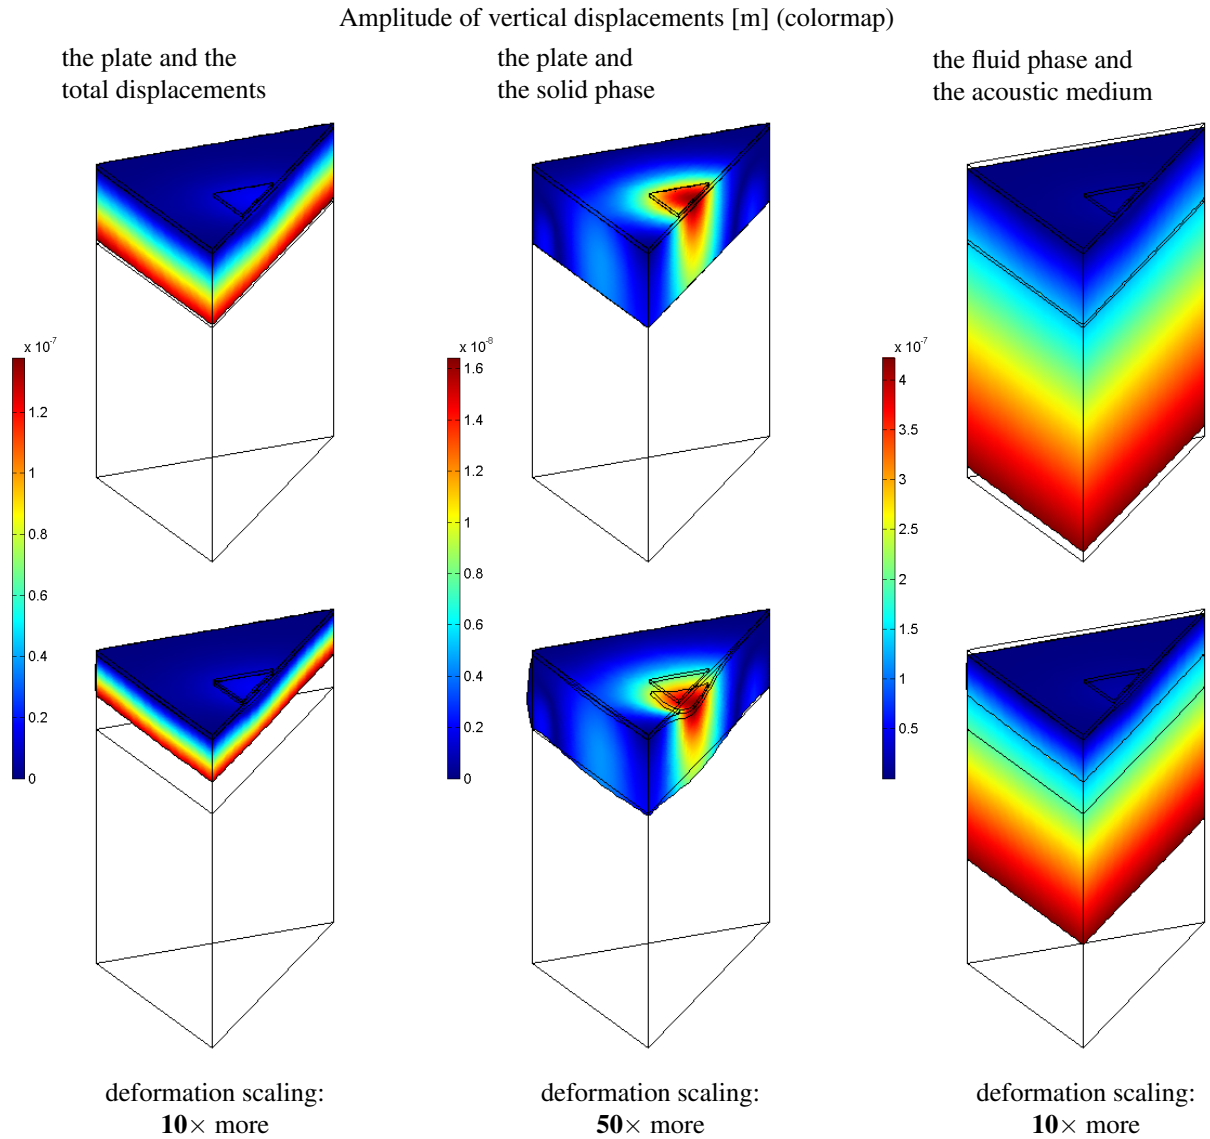 Amplitude of vertical displacements [m] (colormap)
the plate and the
total displacements
the plate and
the solid phase
the fluid phase and
the acoustic medium
x 10⁻⁷
1.2
1
0.8
0.6
0.4
0.2
0
x 10⁻⁸
1.6
1.4
1.2
1
0.8
0.6
0.4
0.2
0
x 10⁻⁷
4
3.5
3
2.5
2
1.5
1
0.5
deformation scaling:
10× more
deformation scaling:
50× more
deformation scaling:
10× more